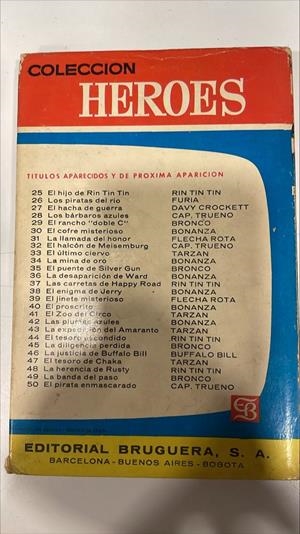 COLECCION
HEROES
TITULOS APARECIDOS Y DE PROXIMA APARICION
25 El hijo de Rin Tin Tin RIN TIN TIN
26 Los piratas del río FURIA
27 El hacha de guerra DAVY CROCKETT
28 Los bárbaros azules CAP. TRUENO
29 El rancho "doble C" BRONCO
30 El cofre misterioso BONANZA
31 La llamada del honor FLECHA ROTA
32 El halcón de Meisemburg CAP. TRUENO
33 El último ciervo TARZAN
34 La mina de oro BONANZA
35 El puente de Silver Gun BRONCO
36 La desaparición de Ward BONANZA
37 Las carretas de Happy Road RIN TIN TIN
38 El enigma de Jerry BONANZA
39 El jinete misterioso FLECHA ROTA
40 El proscrito BONANZA
41 El Zoo del Circo TARZAN
42 Las plumas azules BONANZA
43 La expedición del Amaranto TARZAN
44 El tesoro escondido RIN TIN TIN
45 La diligencia perdida BRONCO
46 La justicia de Buffalo Bill BUFFALO BILL
47 El tesoro de Chaka TARZAN
48 La herencia de Rusty RIN TIN TIN
49 La banda del paso BRONCO
50 El pirata enmascarado CAP. TRUENO
EB
EDITORIAL BRUGUERA, S. A.
BARCELONA - BUENOS AIRES - BOGOTA